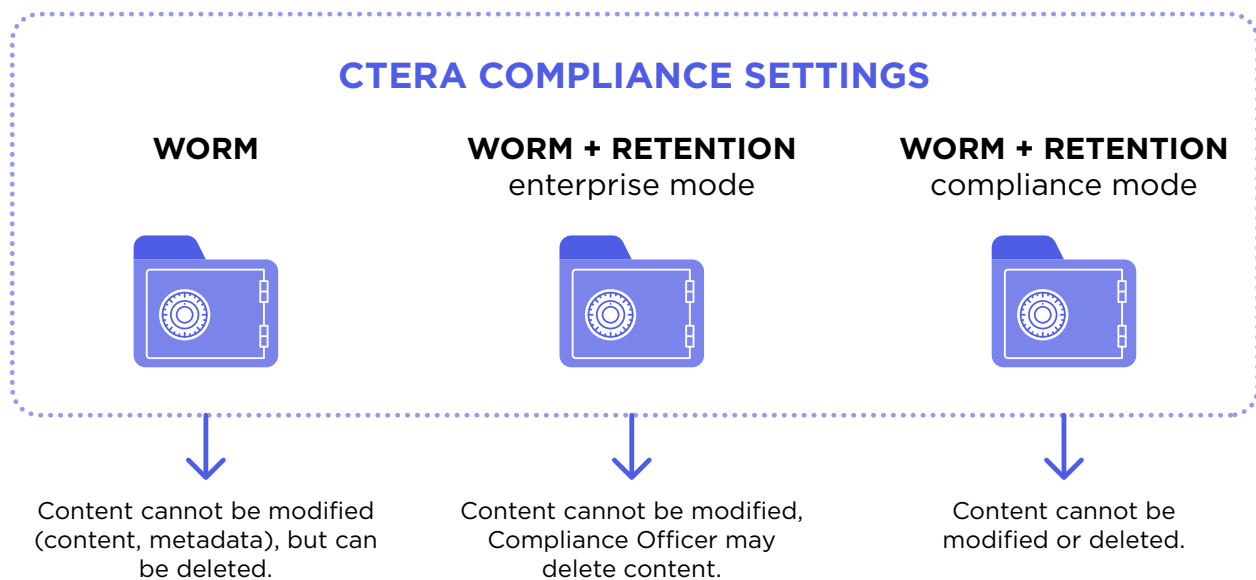 CTERA COMPLIANCE SETTINGS
WORM
WORM + RETENTION
enterprise mode
WORM + RETENTION
compliance mode
Content cannot be modified
(content, metadata), but can
be deleted.
Content cannot be modified,
Compliance Officer may
delete content.
Content cannot be
modified or deleted.